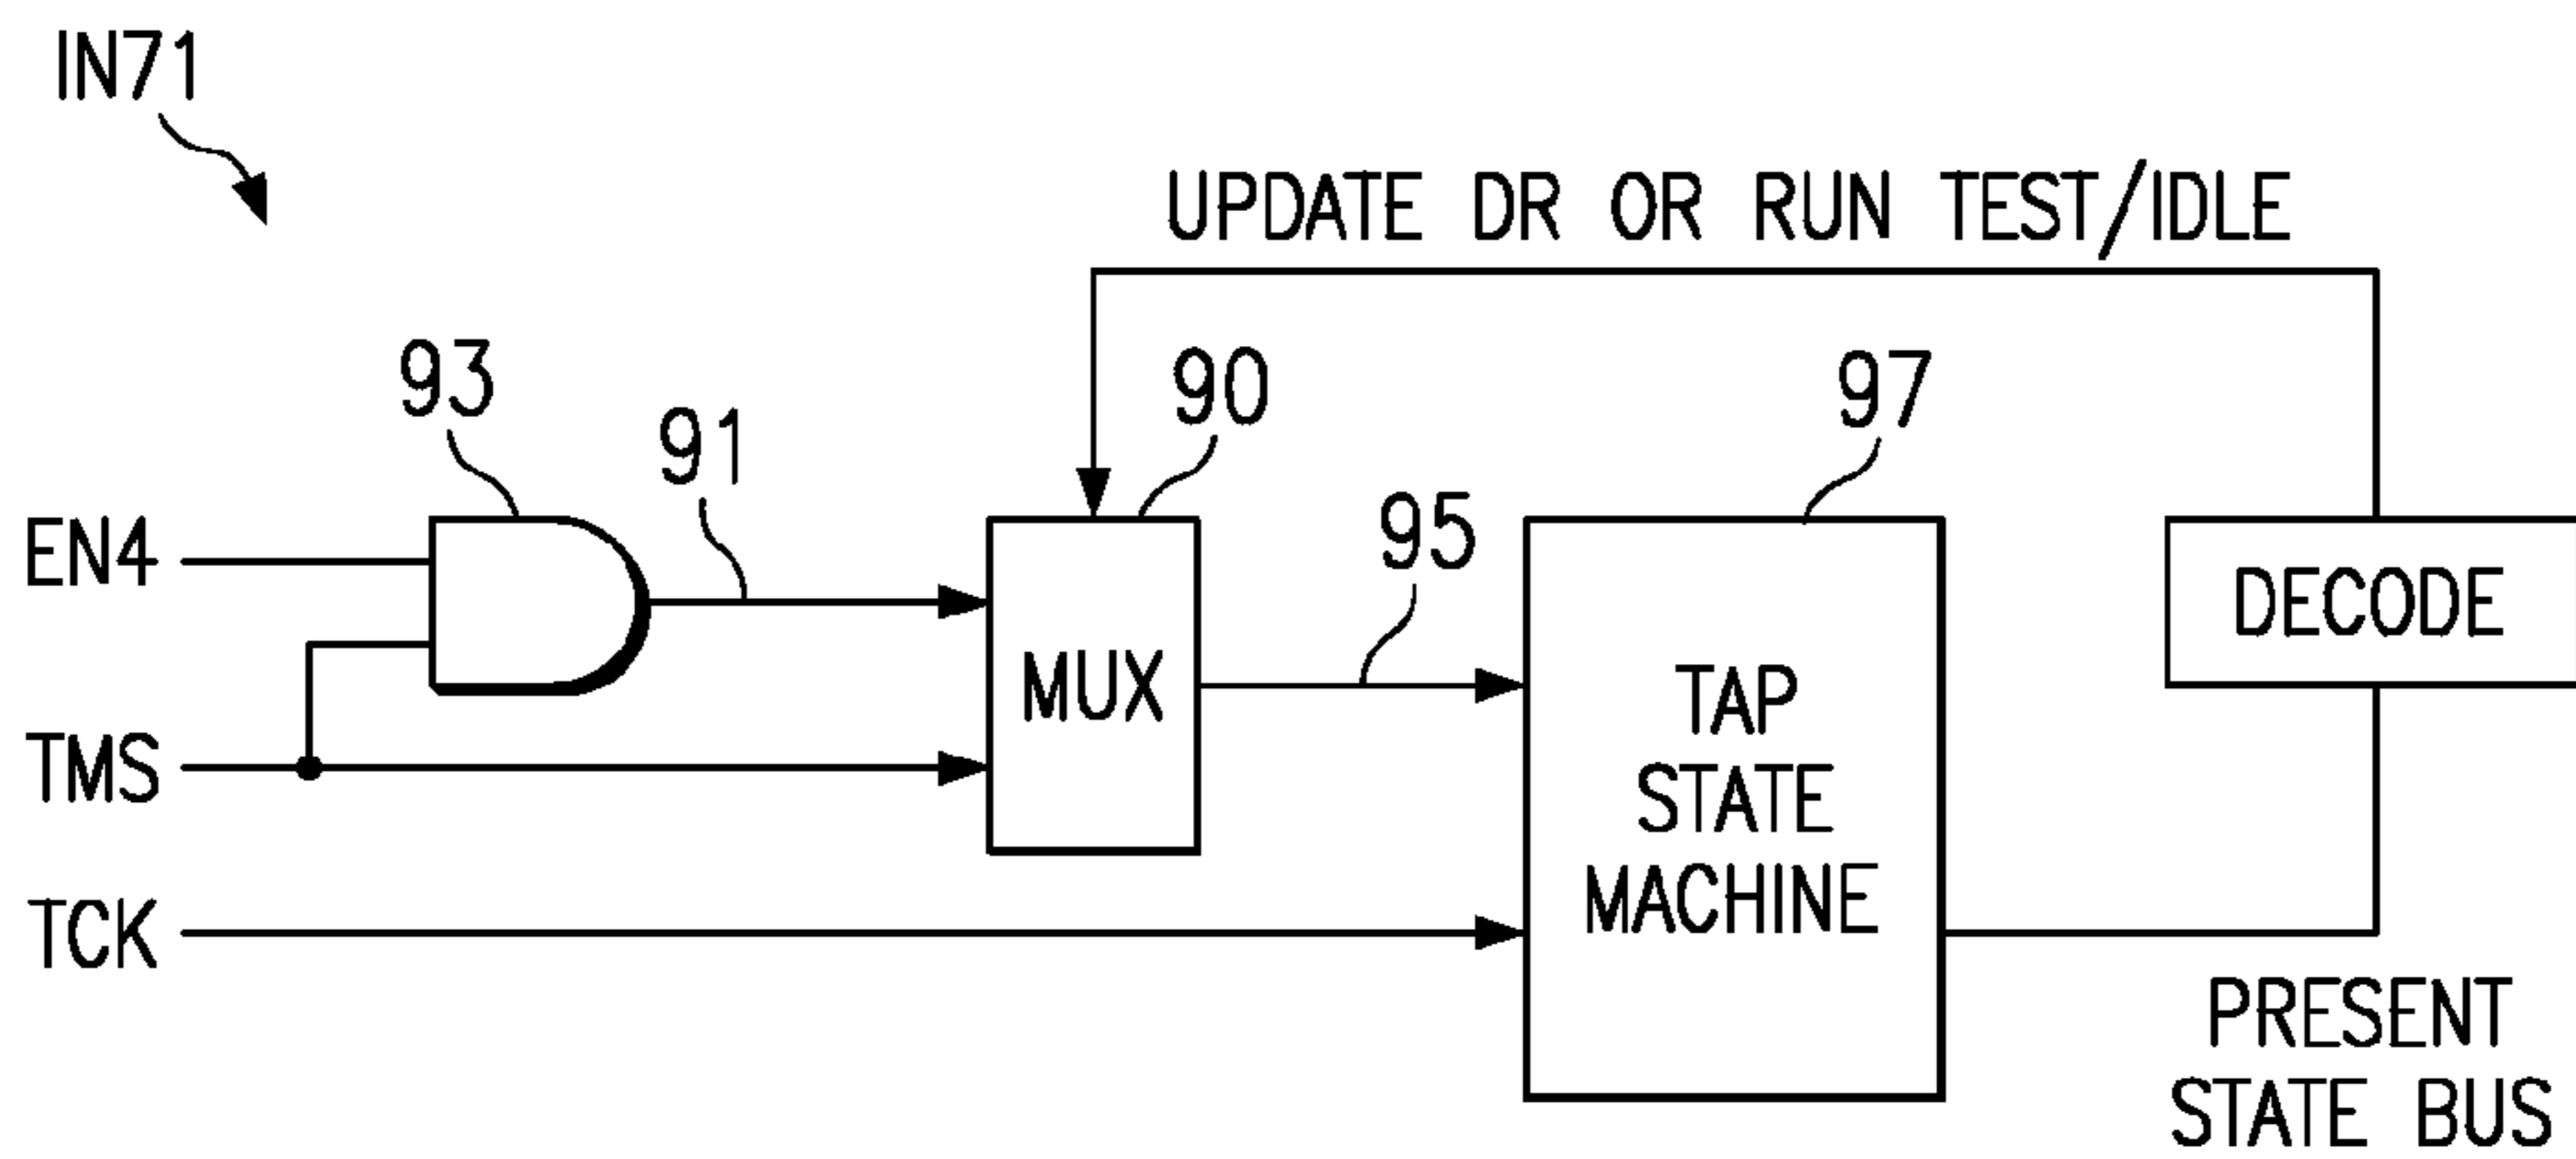 IN71
UPDATE DR OR RUN TEST/IDLE
93
91
90
95
97
EN4
TMS
TCK
MUX
TAP
STATE
MACHINE
DECODE
PRESENT
STATE BUS